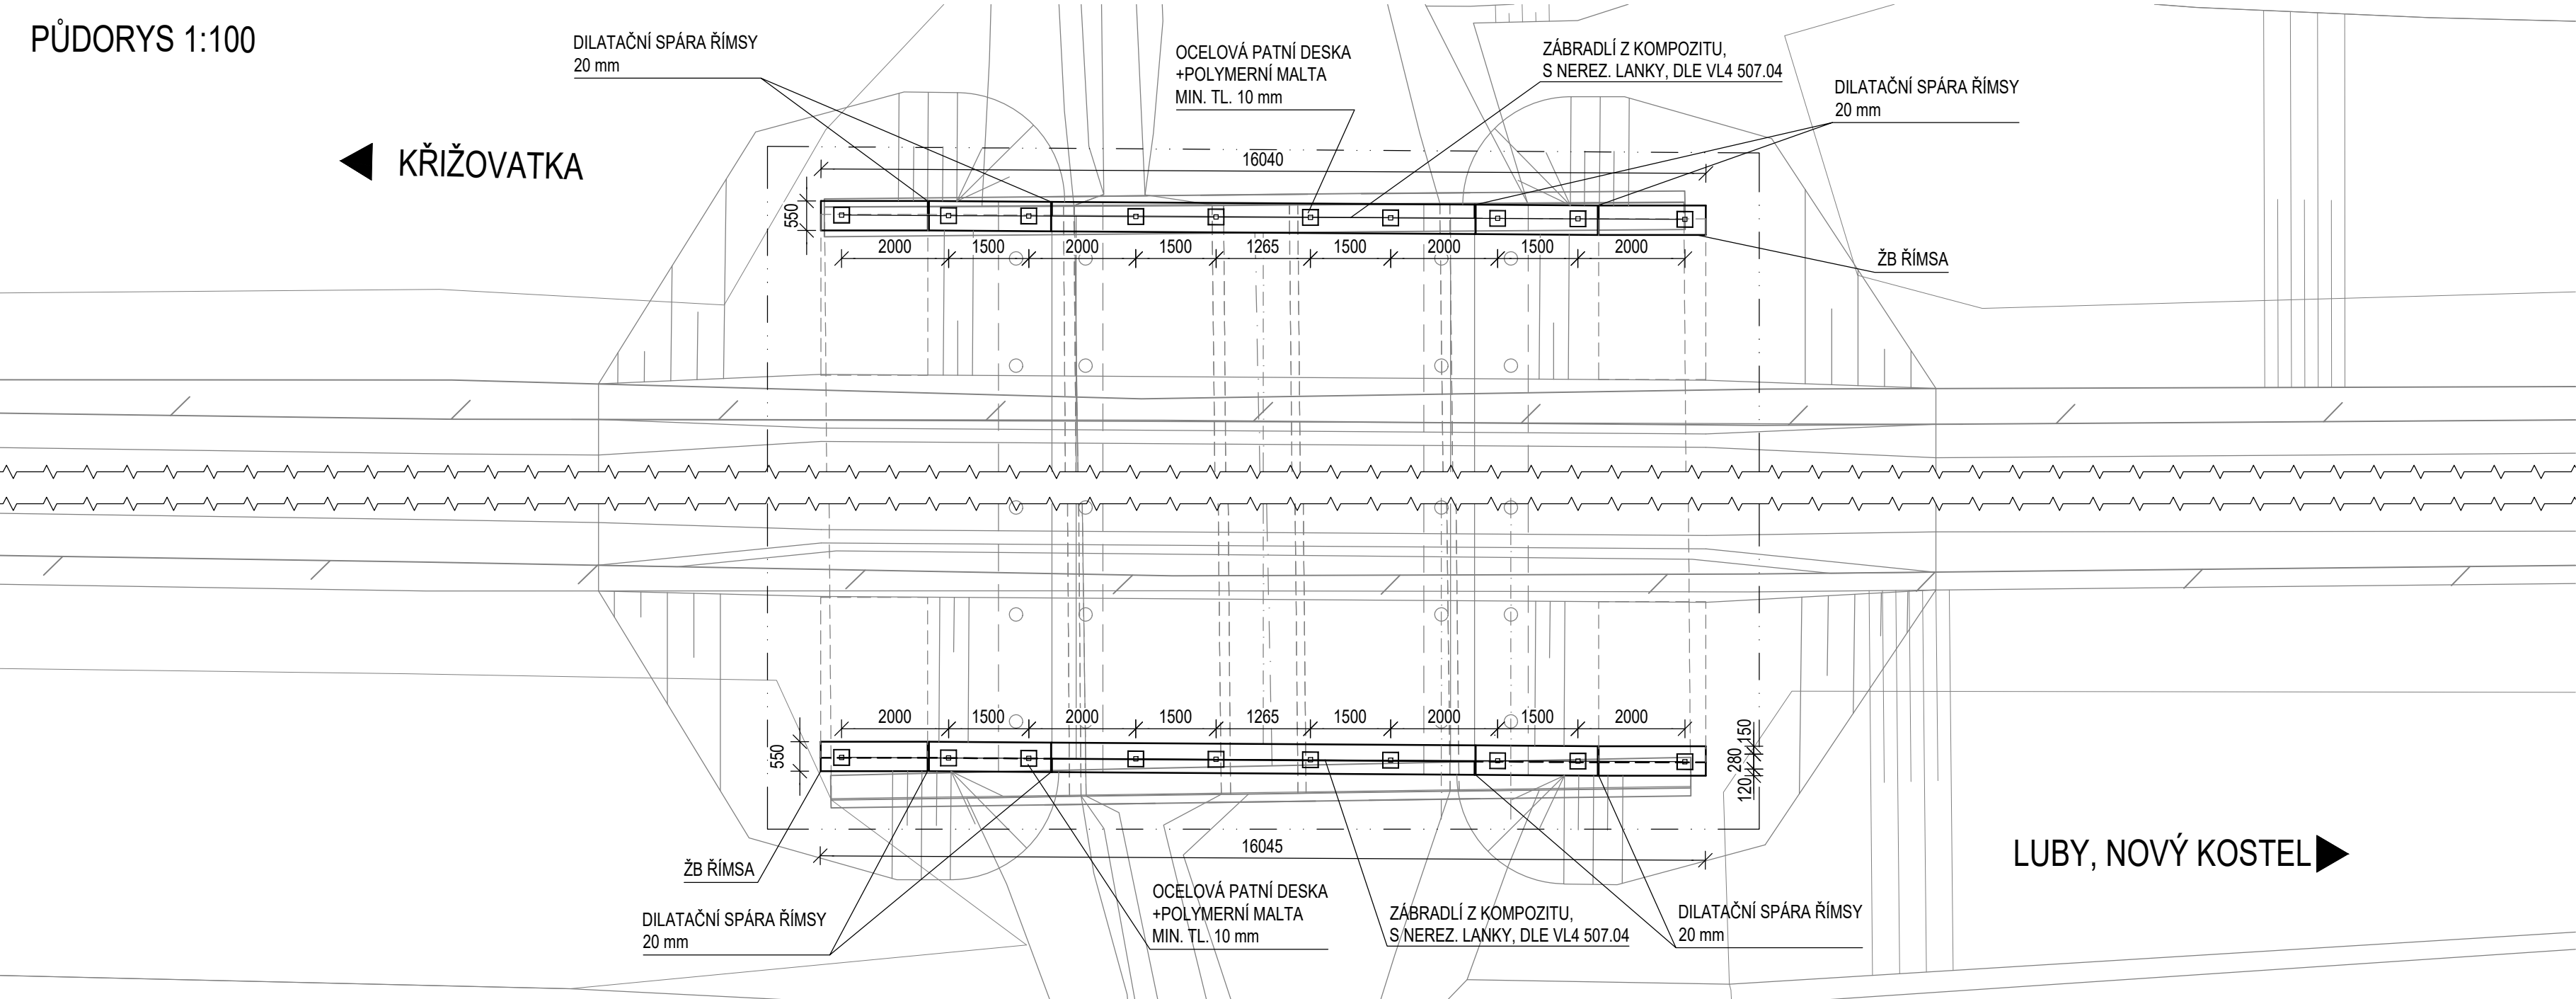 PŮDORYS 1:100
DILATAČNÍ SPÁRA ŘÍMSY
20 mm
OCELOVÁ PATNÍ DESKA
+POLYMERNÍ MALTA
MIN. TL. 10 mm
ZÁBRADLÍ Z KOMPOZITU,
S NEREZ. LANKY, DLE VL4 507.04
DILATAČNÍ SPÁRA ŘÍMSY
20 mm
KŘIŽOVATKA
16040
550
2000 1500 2000 1500 1265 1500 2000 1500 2000
ŽB ŘÍMSA
2000 1500 2000 1500 1265 1500 2000 1500 2000
550
150
280
120
16045
LUBY, NOVÝ KOSTEL
ŽB ŘÍMSA
DILATAČNÍ SPÁRA ŘÍMSY
20 mm
OCELOVÁ PATNÍ DESKA
+POLYMERNÍ MALTA
MIN. TL. 10 mm
ZÁBRADLÍ Z KOMPOZITU,
S NEREZ. LANKY, DLE VL4 507.04
DILATAČNÍ SPÁRA ŘÍMSY
20 mm